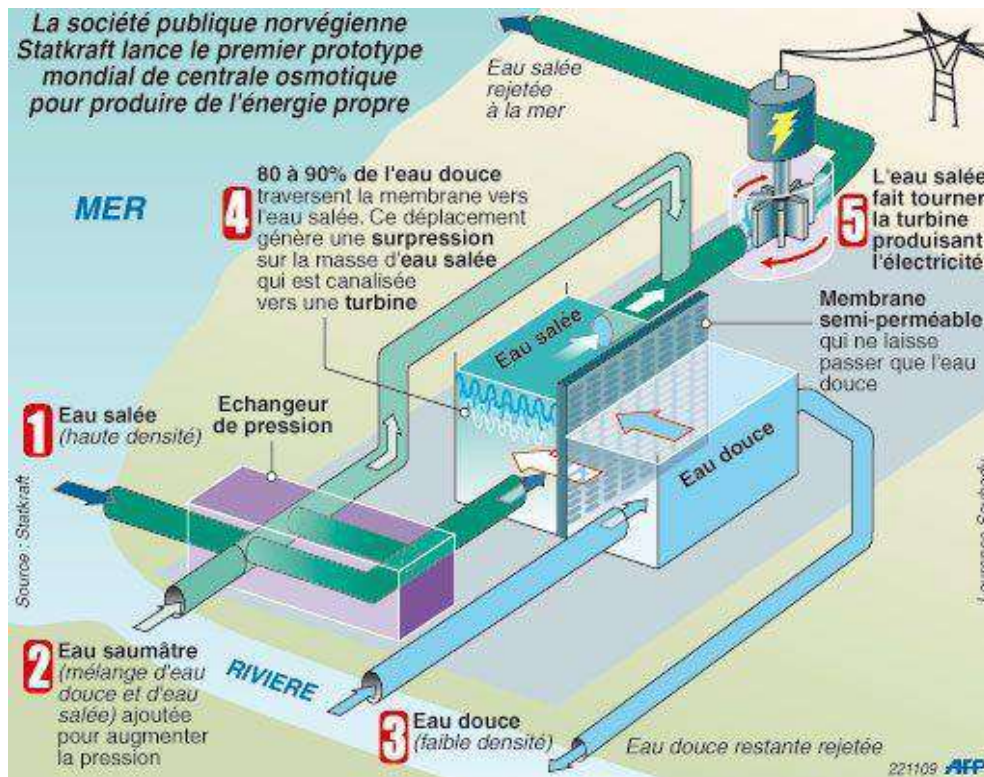 La société publique norvégienne
Statkraft lance le premier prototype
mondial de centrale osmotique
pour produire de l'énergie propre
Eau salée
rejetée
à la mer
MER
4
80 à 90% de l'eau douce
traversent la membrane vers
l'eau salée. Ce déplacement
génère une surpression
sur la masse d'eau salée
qui est canalisée
vers une turbine
5
L'eau salée
fait tourner
la turbine
produisant
l'électricité
Membrane
semi-perméable
qui ne laisse
passer que l'eau
douce
Eau salée
Eau douce
1
Eau salée
(haute densité)
Echangeur
de pression
Source : Statkraft
2
Eau saumâtre
(mélange d'eau
douce et d'eau
salée) ajoutée
pour augmenter
la pression
RIVIERE
3
Eau douce
(faible densité)
Eau douce restante rejetée
221109 AFP